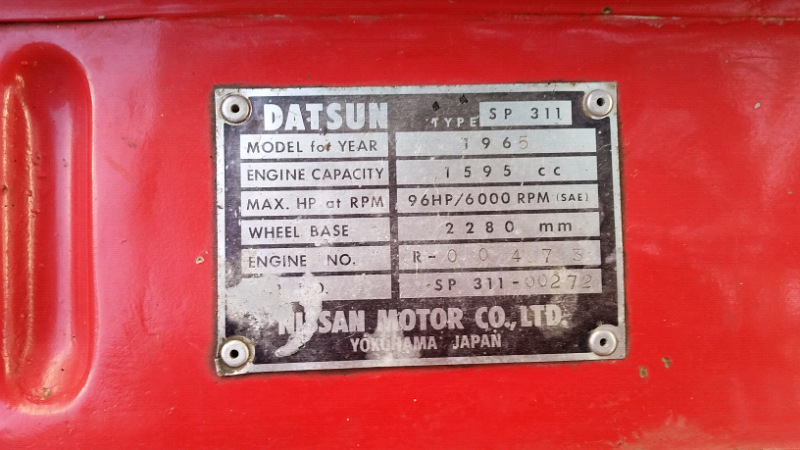 DATSUN TYPE SP 311
MODEL for YEAR 1965
ENGINE CAPACITY 1595 cc
MAX. HP at RPM 96HP/6000 RPM (SAE)
WHEEL BASE 2280 mm
ENGINE NO. R-00473
NO. SP 311-00272
NISSAN MOTOR CO., LTD.
YOKOHAMA JAPAN